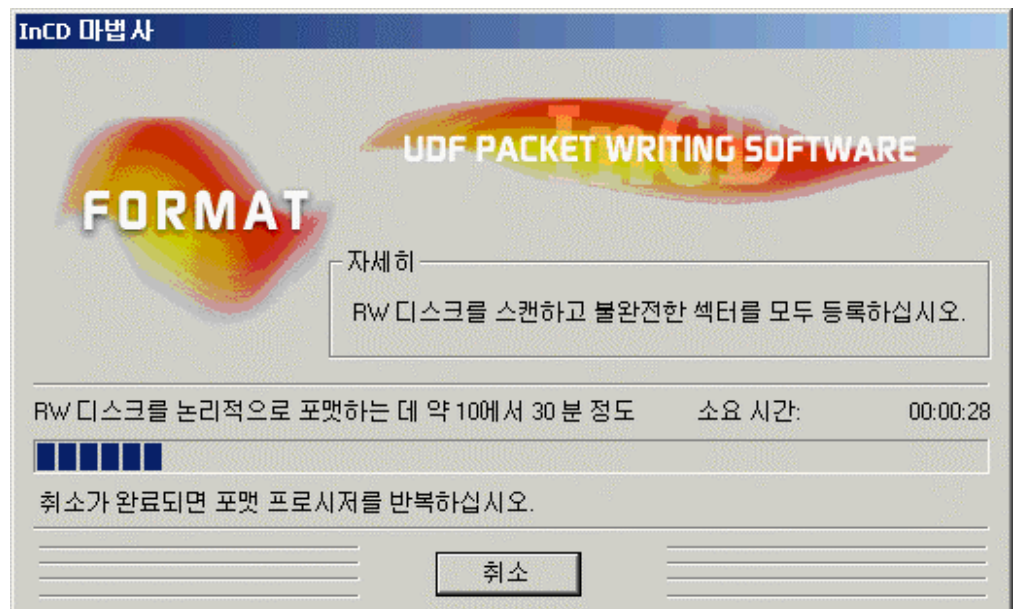 InCD 마법사
InCD
UDF PACKET WRITING SOFTWARE
FORMAT
자세히
RW 디스크를 스캔하고 불완전한 섹터를 모두 등록하십시오.
RW 디스크를 논리적으로 포맷하는 데 약 10에서 30 분 정도 소요 시간: 00:00:28
취소가 완료되면 포맷 프로시저를 반복하십시오.
취소